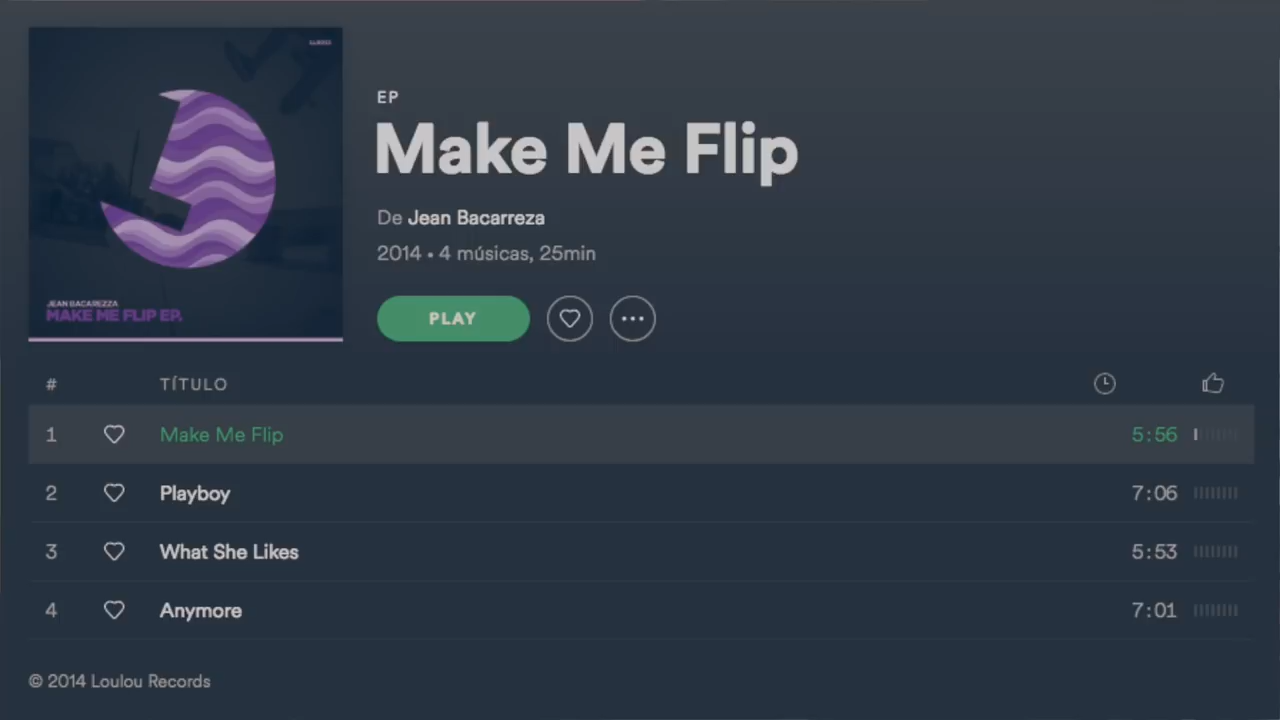 EP
Make Me Flip
De Jean Bacarreza
2014 • 4 músicas, 25min
PLAY
JEAN BACAREZZA
MAKE ME FLIP EP.
# TÍTULO
1 Make Me Flip 5:56
2 Playboy 7:06
3 What She Likes 5:53
4 Anymore 7:01
© 2014 Loulou Records